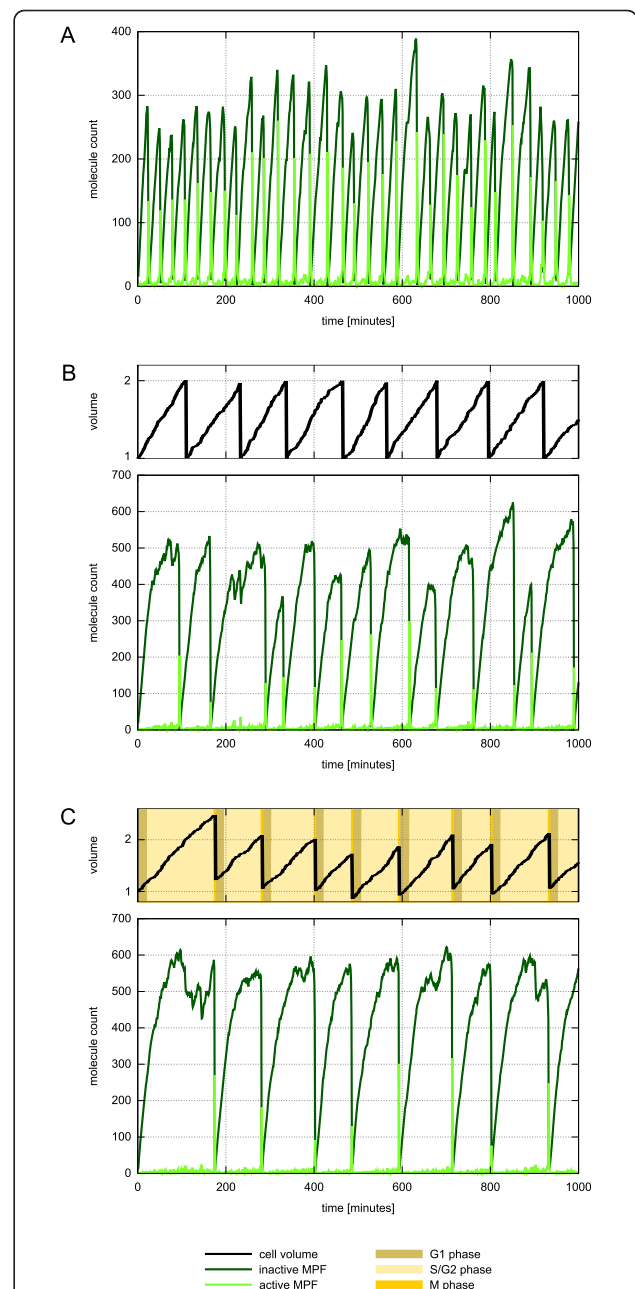 A
400
300
200
100
0
molecule count
0 200 400 600 800 1000
time [minutes]
B
2
1
volume
700
600
500
400
300
200
100
0
molecule count
0 200 400 600 800 1000
time [minutes]
C
2
1
volume
700
600
500
400
300
200
100
0
molecule count
0 200 400 600 800 1000
time [minutes]
cell volume G1 phase
inactive MPF S/G2 phase
active MPF M phase